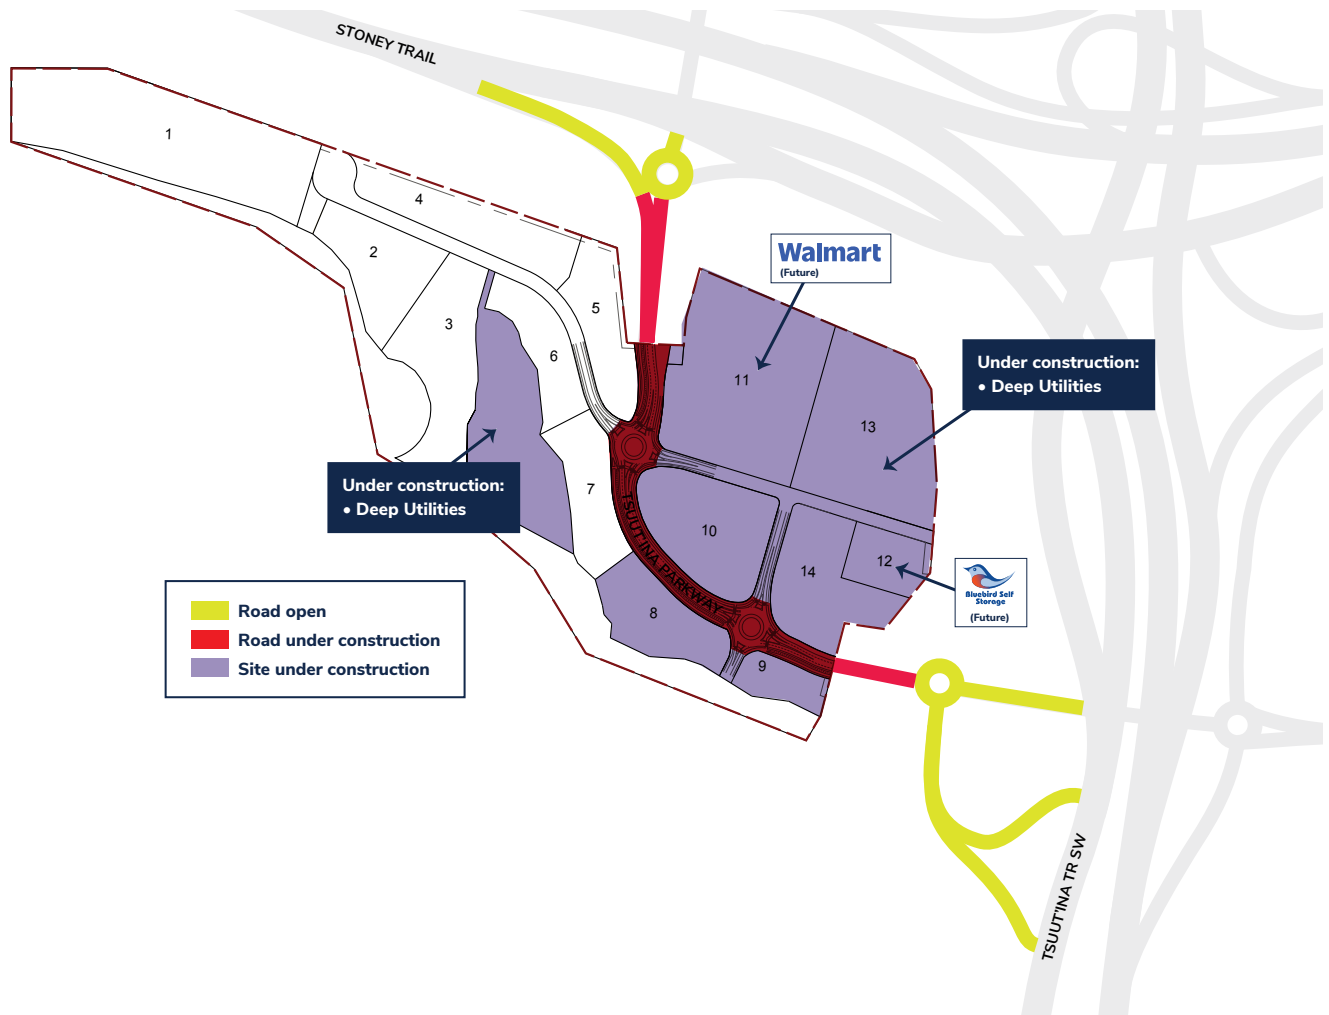 STONEY TRAIL
1
4
2
Walmart
(Future)
5
3
6
11
Under construction:
• Deep Utilities
13
Under construction:
• Deep Utilities
7
TSUUT'INA PARKWAY
10
12
14
Bluebird Self
Storage
(Future)
8
9
Road open
Road under construction
Site under construction
TSUUT'INA TR SW